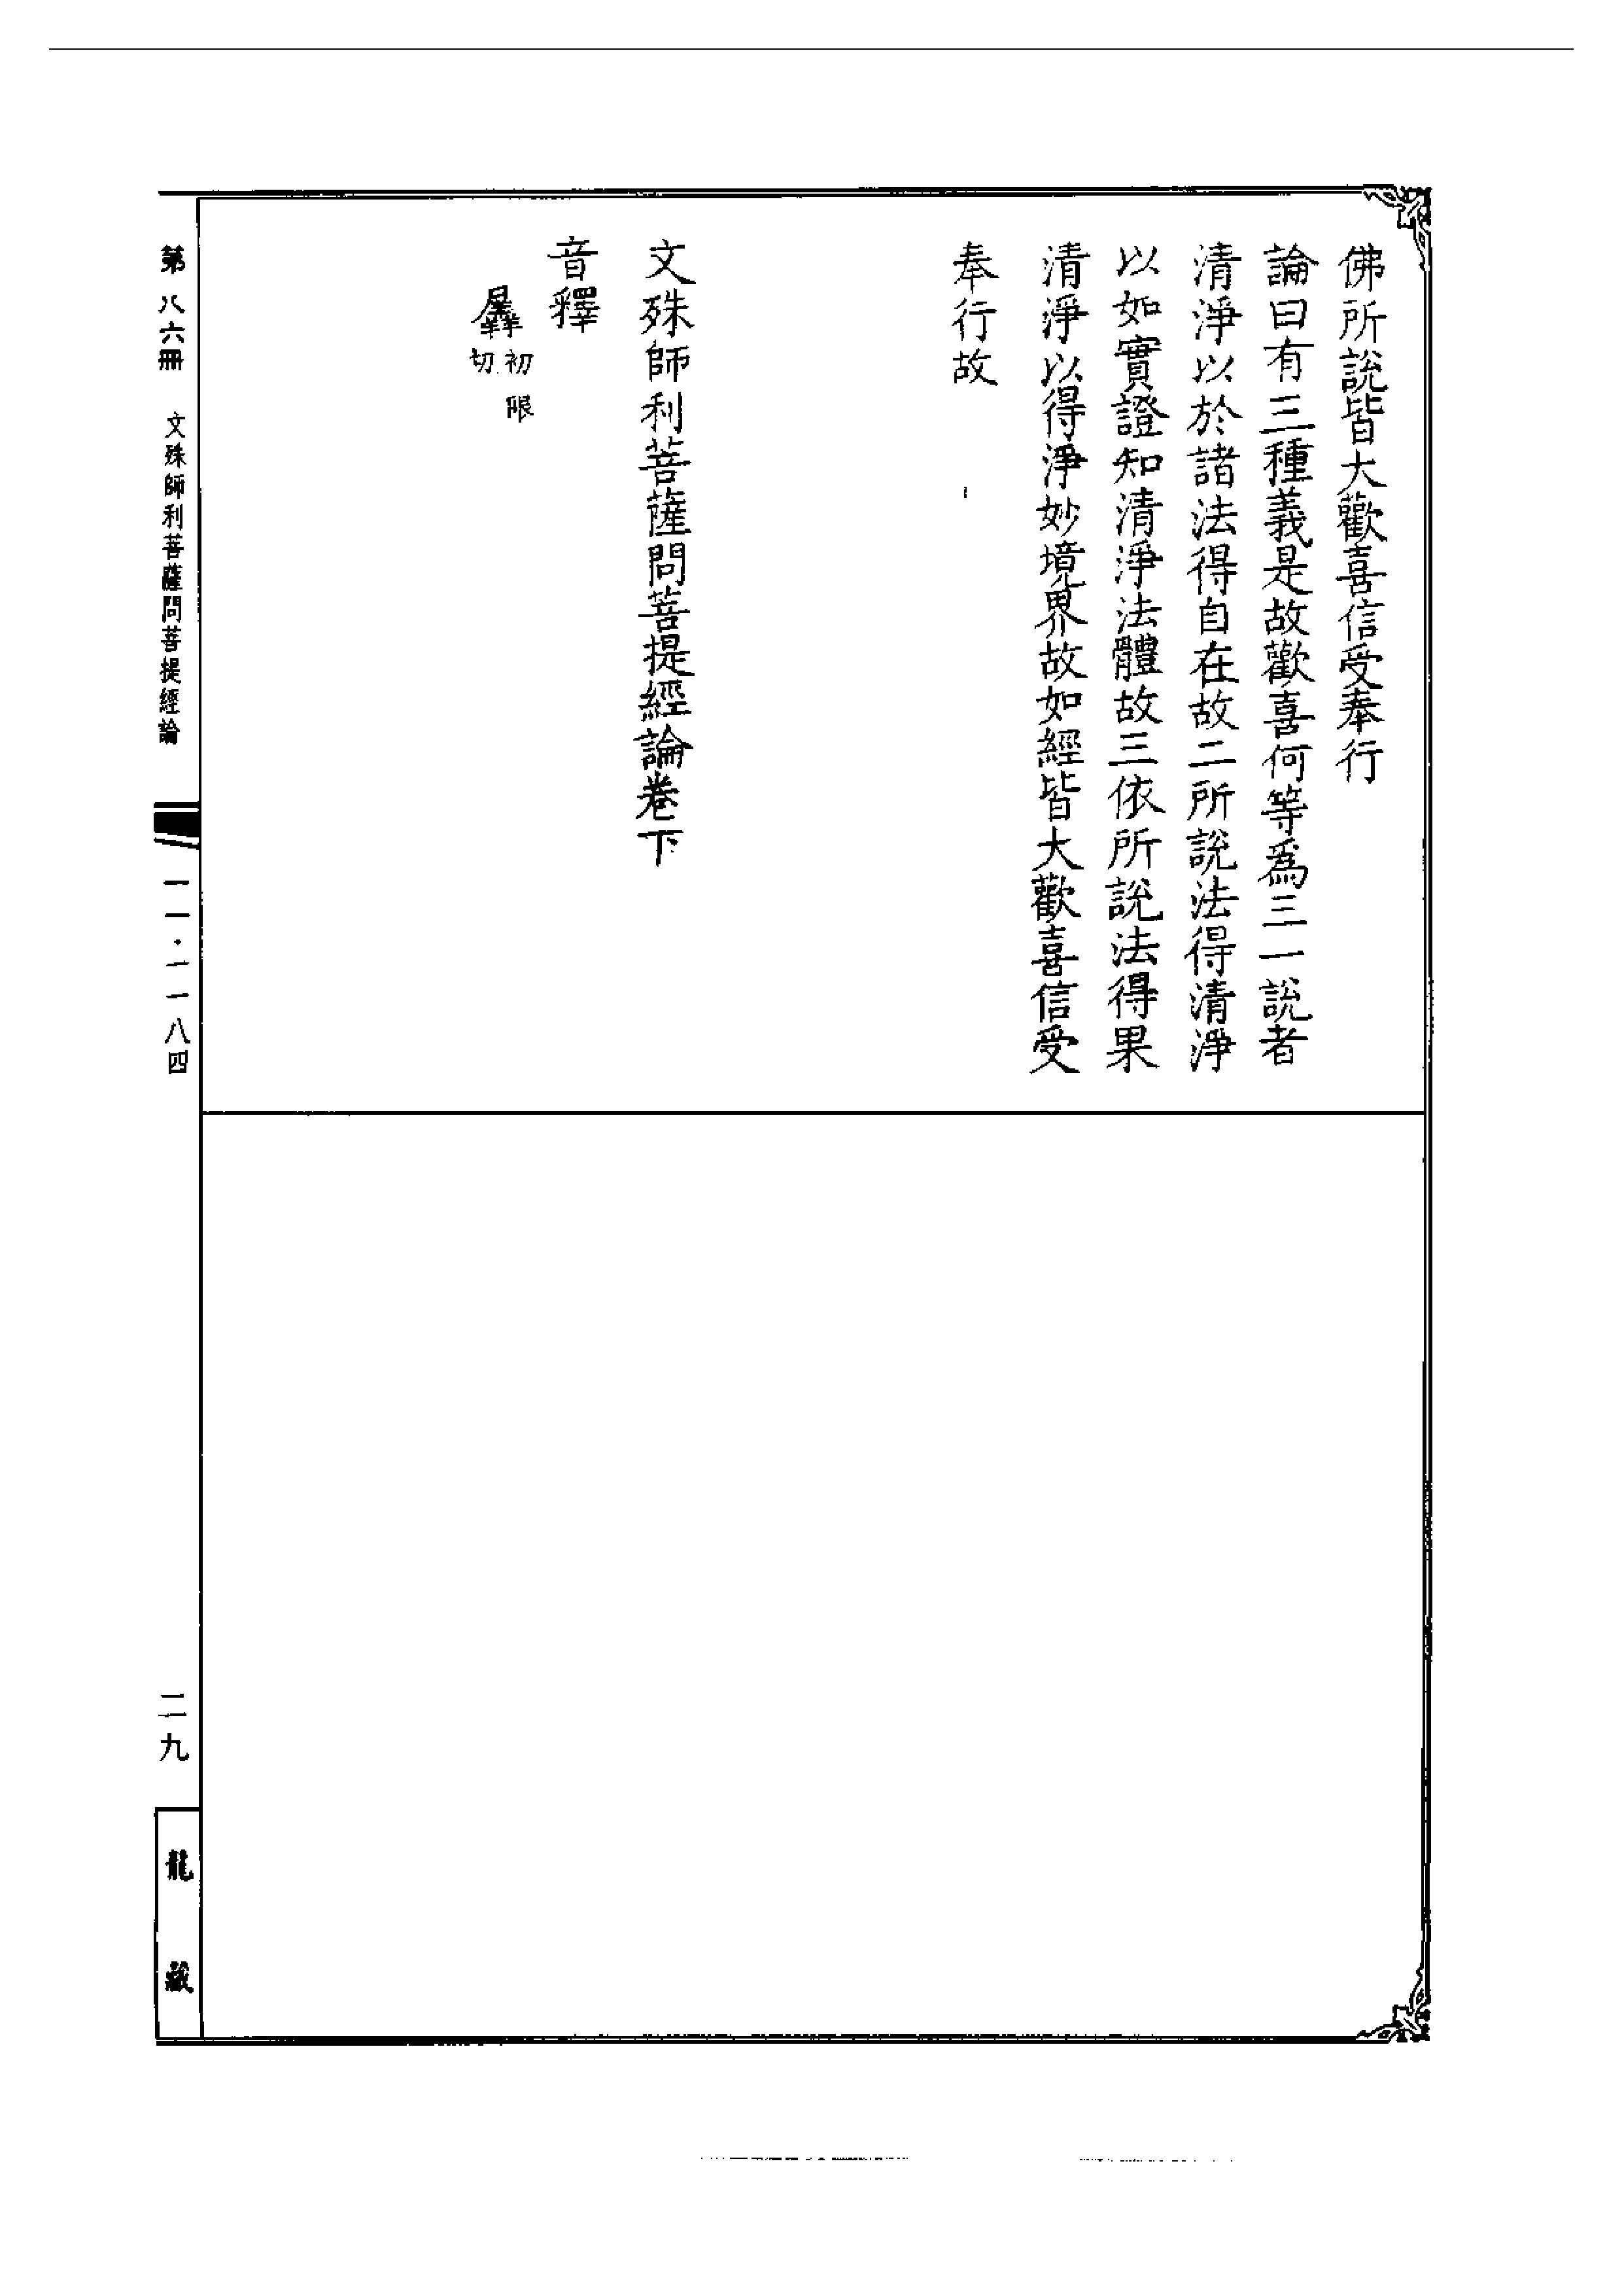 佛所說皆大歡喜信受奉行
論曰有三種義是故歡喜何等為三一說者
清淨以於諸法得自在故二所說法得清淨
以如實證知清淨法體故三依所說法得果
清淨以得淨妙境界故如經皆大歡喜信受
奉行故
文殊師利菩薩問菩提經論卷下
音釋
羼初眼切
第八六冊 文殊師利菩薩問菩提經論 一一·一一八四 二九
龍藏